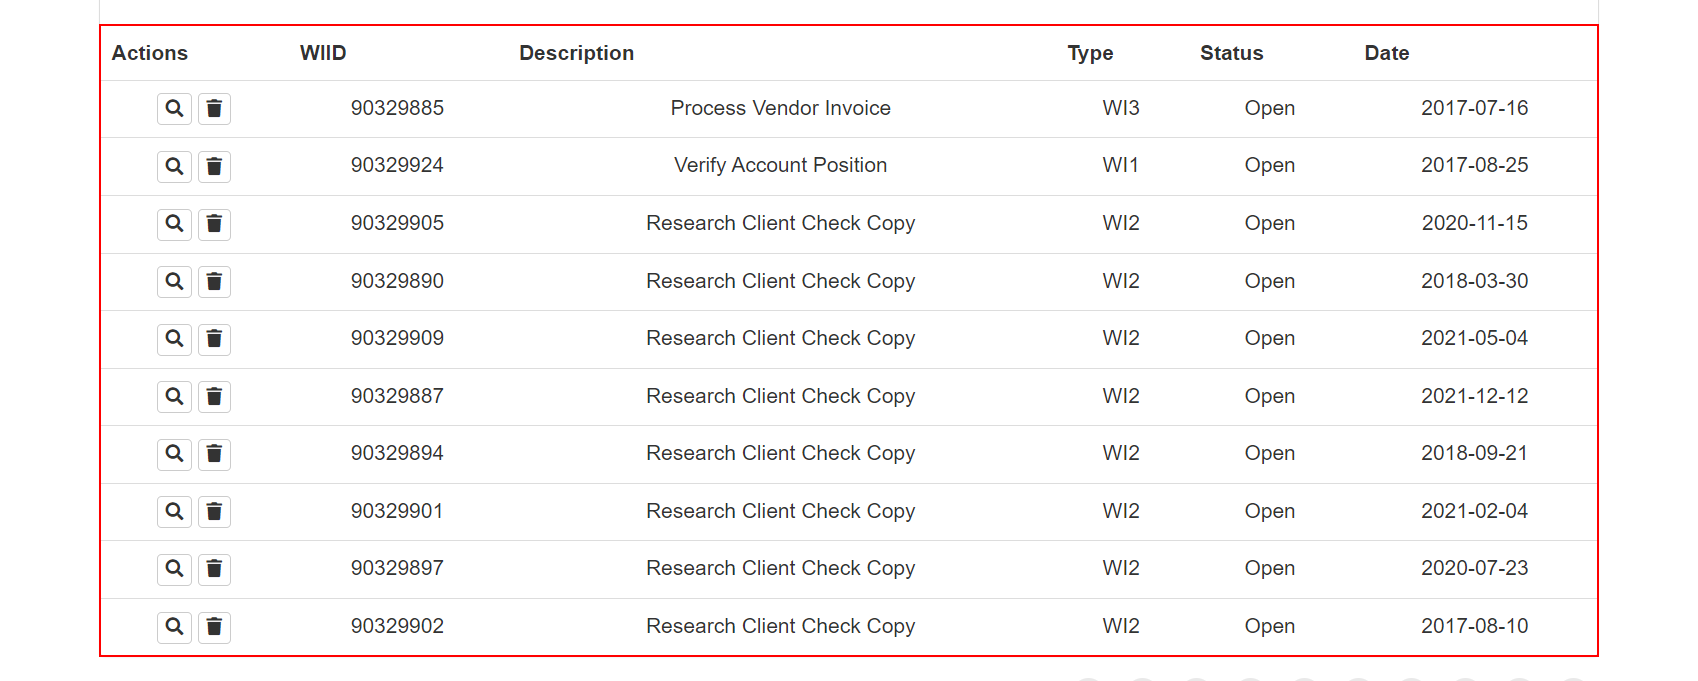 Actions WIID Description Type Status Date
90329885 Process Vendor Invoice WI3 Open 2017-07-16
90329924 Verify Account Position WI1 Open 2017-08-25
90329905 Research Client Check Copy WI2 Open 2020-11-15
90329890 Research Client Check Copy WI2 Open 2018-03-30
90329909 Research Client Check Copy WI2 Open 2021-05-04
90329887 Research Client Check Copy WI2 Open 2021-12-12
90329894 Research Client Check Copy WI2 Open 2018-09-21
90329901 Research Client Check Copy WI2 Open 2021-02-04
90329897 Research Client Check Copy WI2 Open 2020-07-23
90329902 Research Client Check Copy WI2 Open 2017-08-10